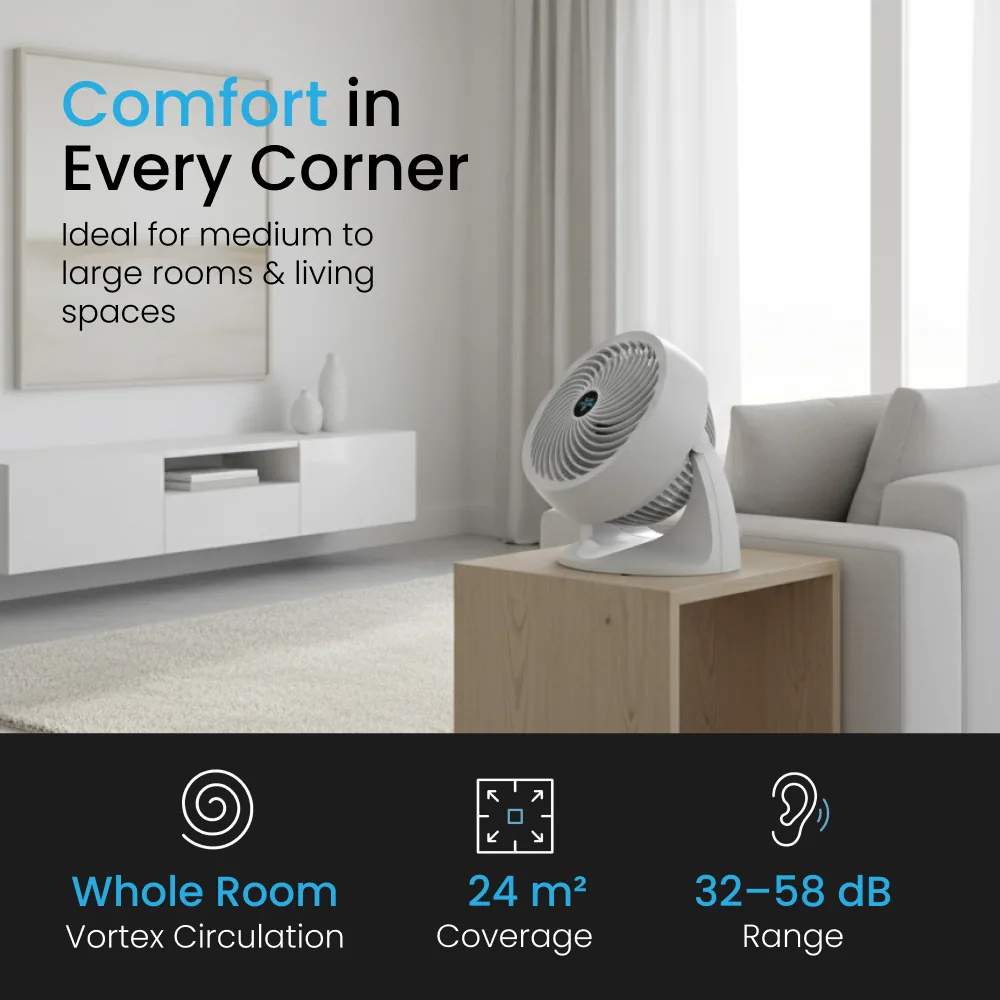 Comfort in
Every Corner
Ideal for medium to
large rooms & living
spaces
Whole Room
Vortex Circulation
24 m²
Coverage
32–58 dB
Range